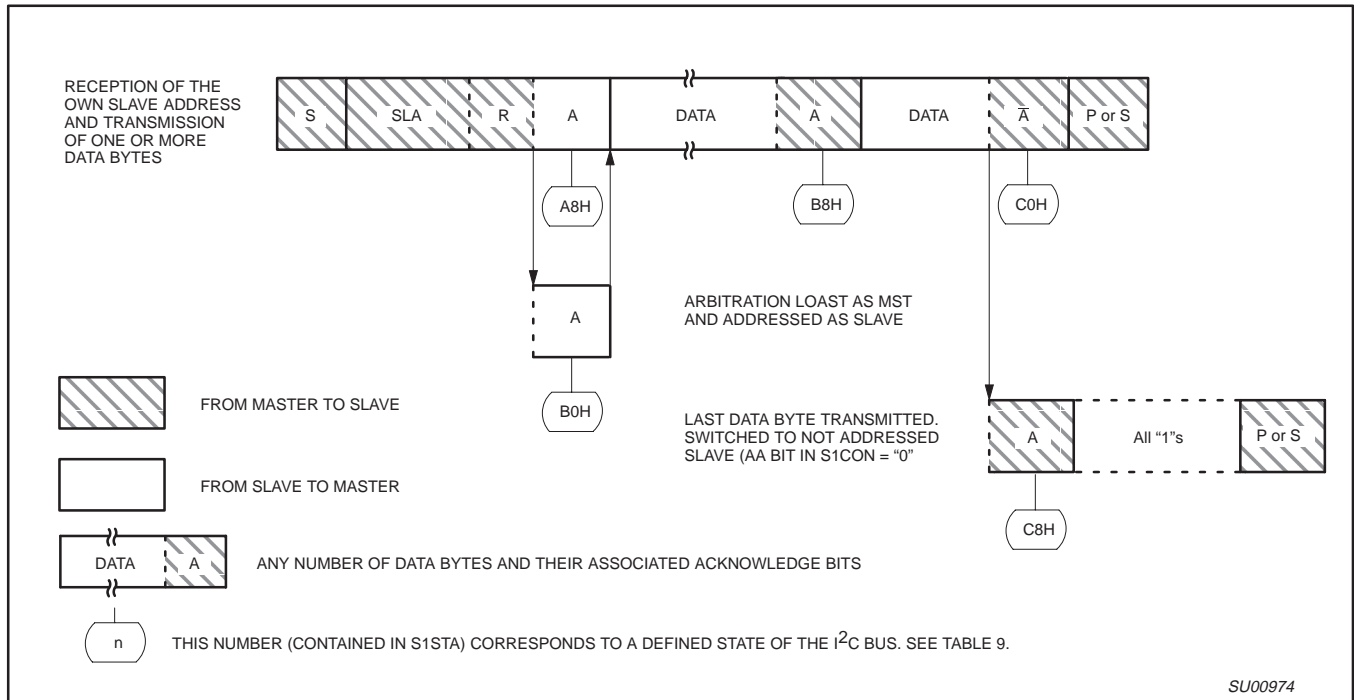 RECEPTION OF THE
OWN SLAVE ADDRESS
AND TRANSMISSION
OF ONE OR MORE
DATA BYTES
S SLA R A DATA A DATA A̅ P or S
A8H B8H C0H
A
B0H
ARBITRATION LOAST AS MST
AND ADDRESSED AS SLAVE
LAST DATA BYTE TRANSMITTED.
SWITCHED TO NOT ADDRESSED
SLAVE (AA BIT IN S1CON = “0”
A All “1”s P or S
C8H
FROM MASTER TO SLAVE
FROM SLAVE TO MASTER
DATA A ANY NUMBER OF DATA BYTES AND THEIR ASSOCIATED ACKNOWLEDGE BITS
n THIS NUMBER (CONTAINED IN S1STA) CORRESPONDS TO A DEFINED STATE OF THE I²C BUS. SEE TABLE 9.
SU00974